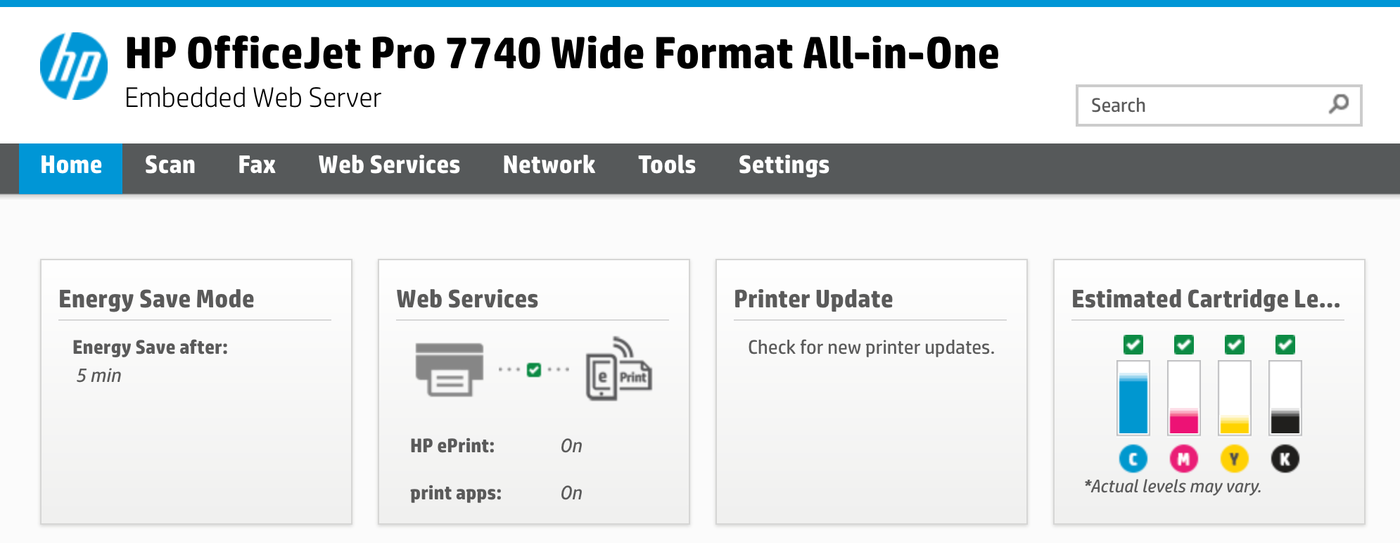 hp
HP OfficeJet Pro 7740 Wide Format All-in-One
Embedded Web Server
Search
Home Scan Fax Web Services Network Tools Settings
Energy Save Mode
Energy Save after:
5 min
Web Services
e Print
HP ePrint: On
print apps: On
Printer Update
Check for new printer updates.
Estimated Cartridge Le...
C M Y K
*Actual levels may vary.